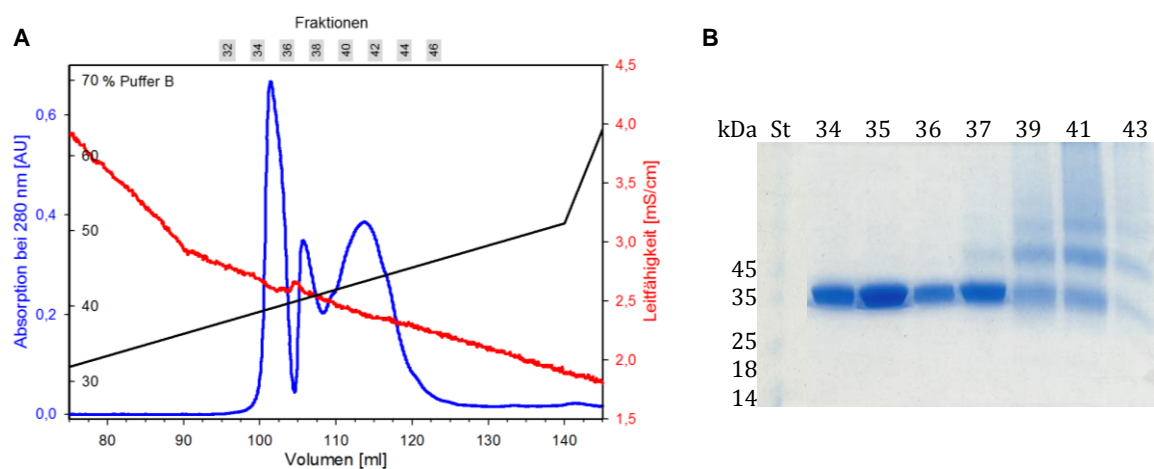 A
Fraktionen
32 34 36 38 40 42 44 46
70 % Puffer B
60
50
40
30
Absorption bei 280 nm [AU]
0,6
0,4
0,2
0,0
4,5
4,0
3,5
3,0
2,5
2,0
1,5
Leitfähigkeit [mS/cm]
80 90 100 110 120 130 140
Volumen [ml]
B
kDa St 34 35 36 37 39 41 43
45
35
25
18
14